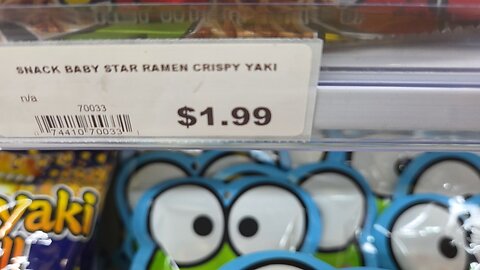 SNACK BABY STAR RAMEN CRISPY YAKI
n/a
70033
$1.99
74410 70033
yaki